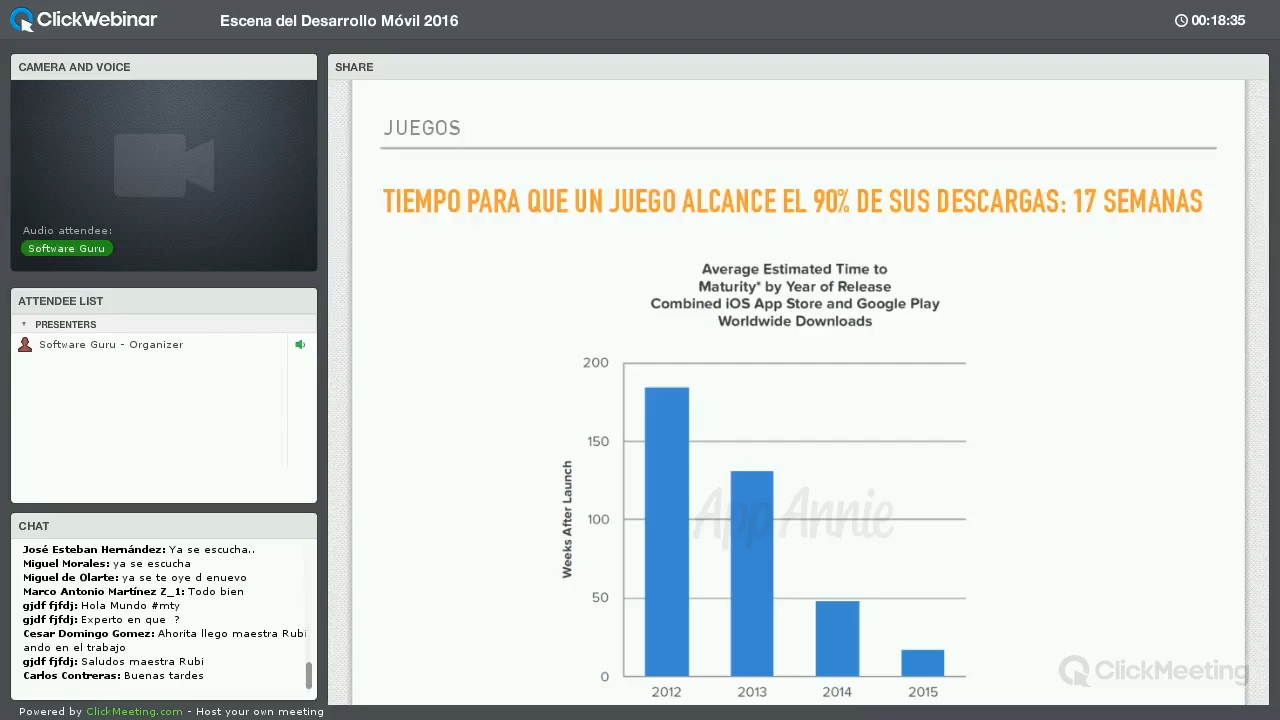 ClickWebinar
Escena del Desarrollo Móvil 2016
00:18:35
CAMERA AND VOICE
Audio attendee:
Software Guru
ATTENDEE LIST
PRESENTERS
Software Guru - Organizer
CHAT
José Esteban Hernandez: Ya se escucha..
Miguel Morales: ya se escucha
Miguel de Olarte: ya se te oye d enuevo
Marco Antonio Martinez Z_1: Todo bien
gjdf fjfdj: Hola Mundo #mty
gjdf fjfdj: Experto en que ?
Cesar Domingo Mendez: Ahorita llego maestra Rubi
ando en el trabajo
gjdf fjfdj: Saludos maestra Rubi
Carlos Contreras: Buenas tardes
Powered by ClickMeeting.com - Host your own meeting
SHARE
JUEGOS
TIEMPO PARA QUE UN JUEGO ALCANCE EL 90% DE SUS DESCARGAS: 17 SEMANAS
Average Estimated Time to
Maturity* by Year of Release
Combined iOS App Store and Google Play
Worldwide Downloads
Weeks After Launch
200
150
100
50
0
2012 2013 2014 2015
App Annie
ClickMeeting